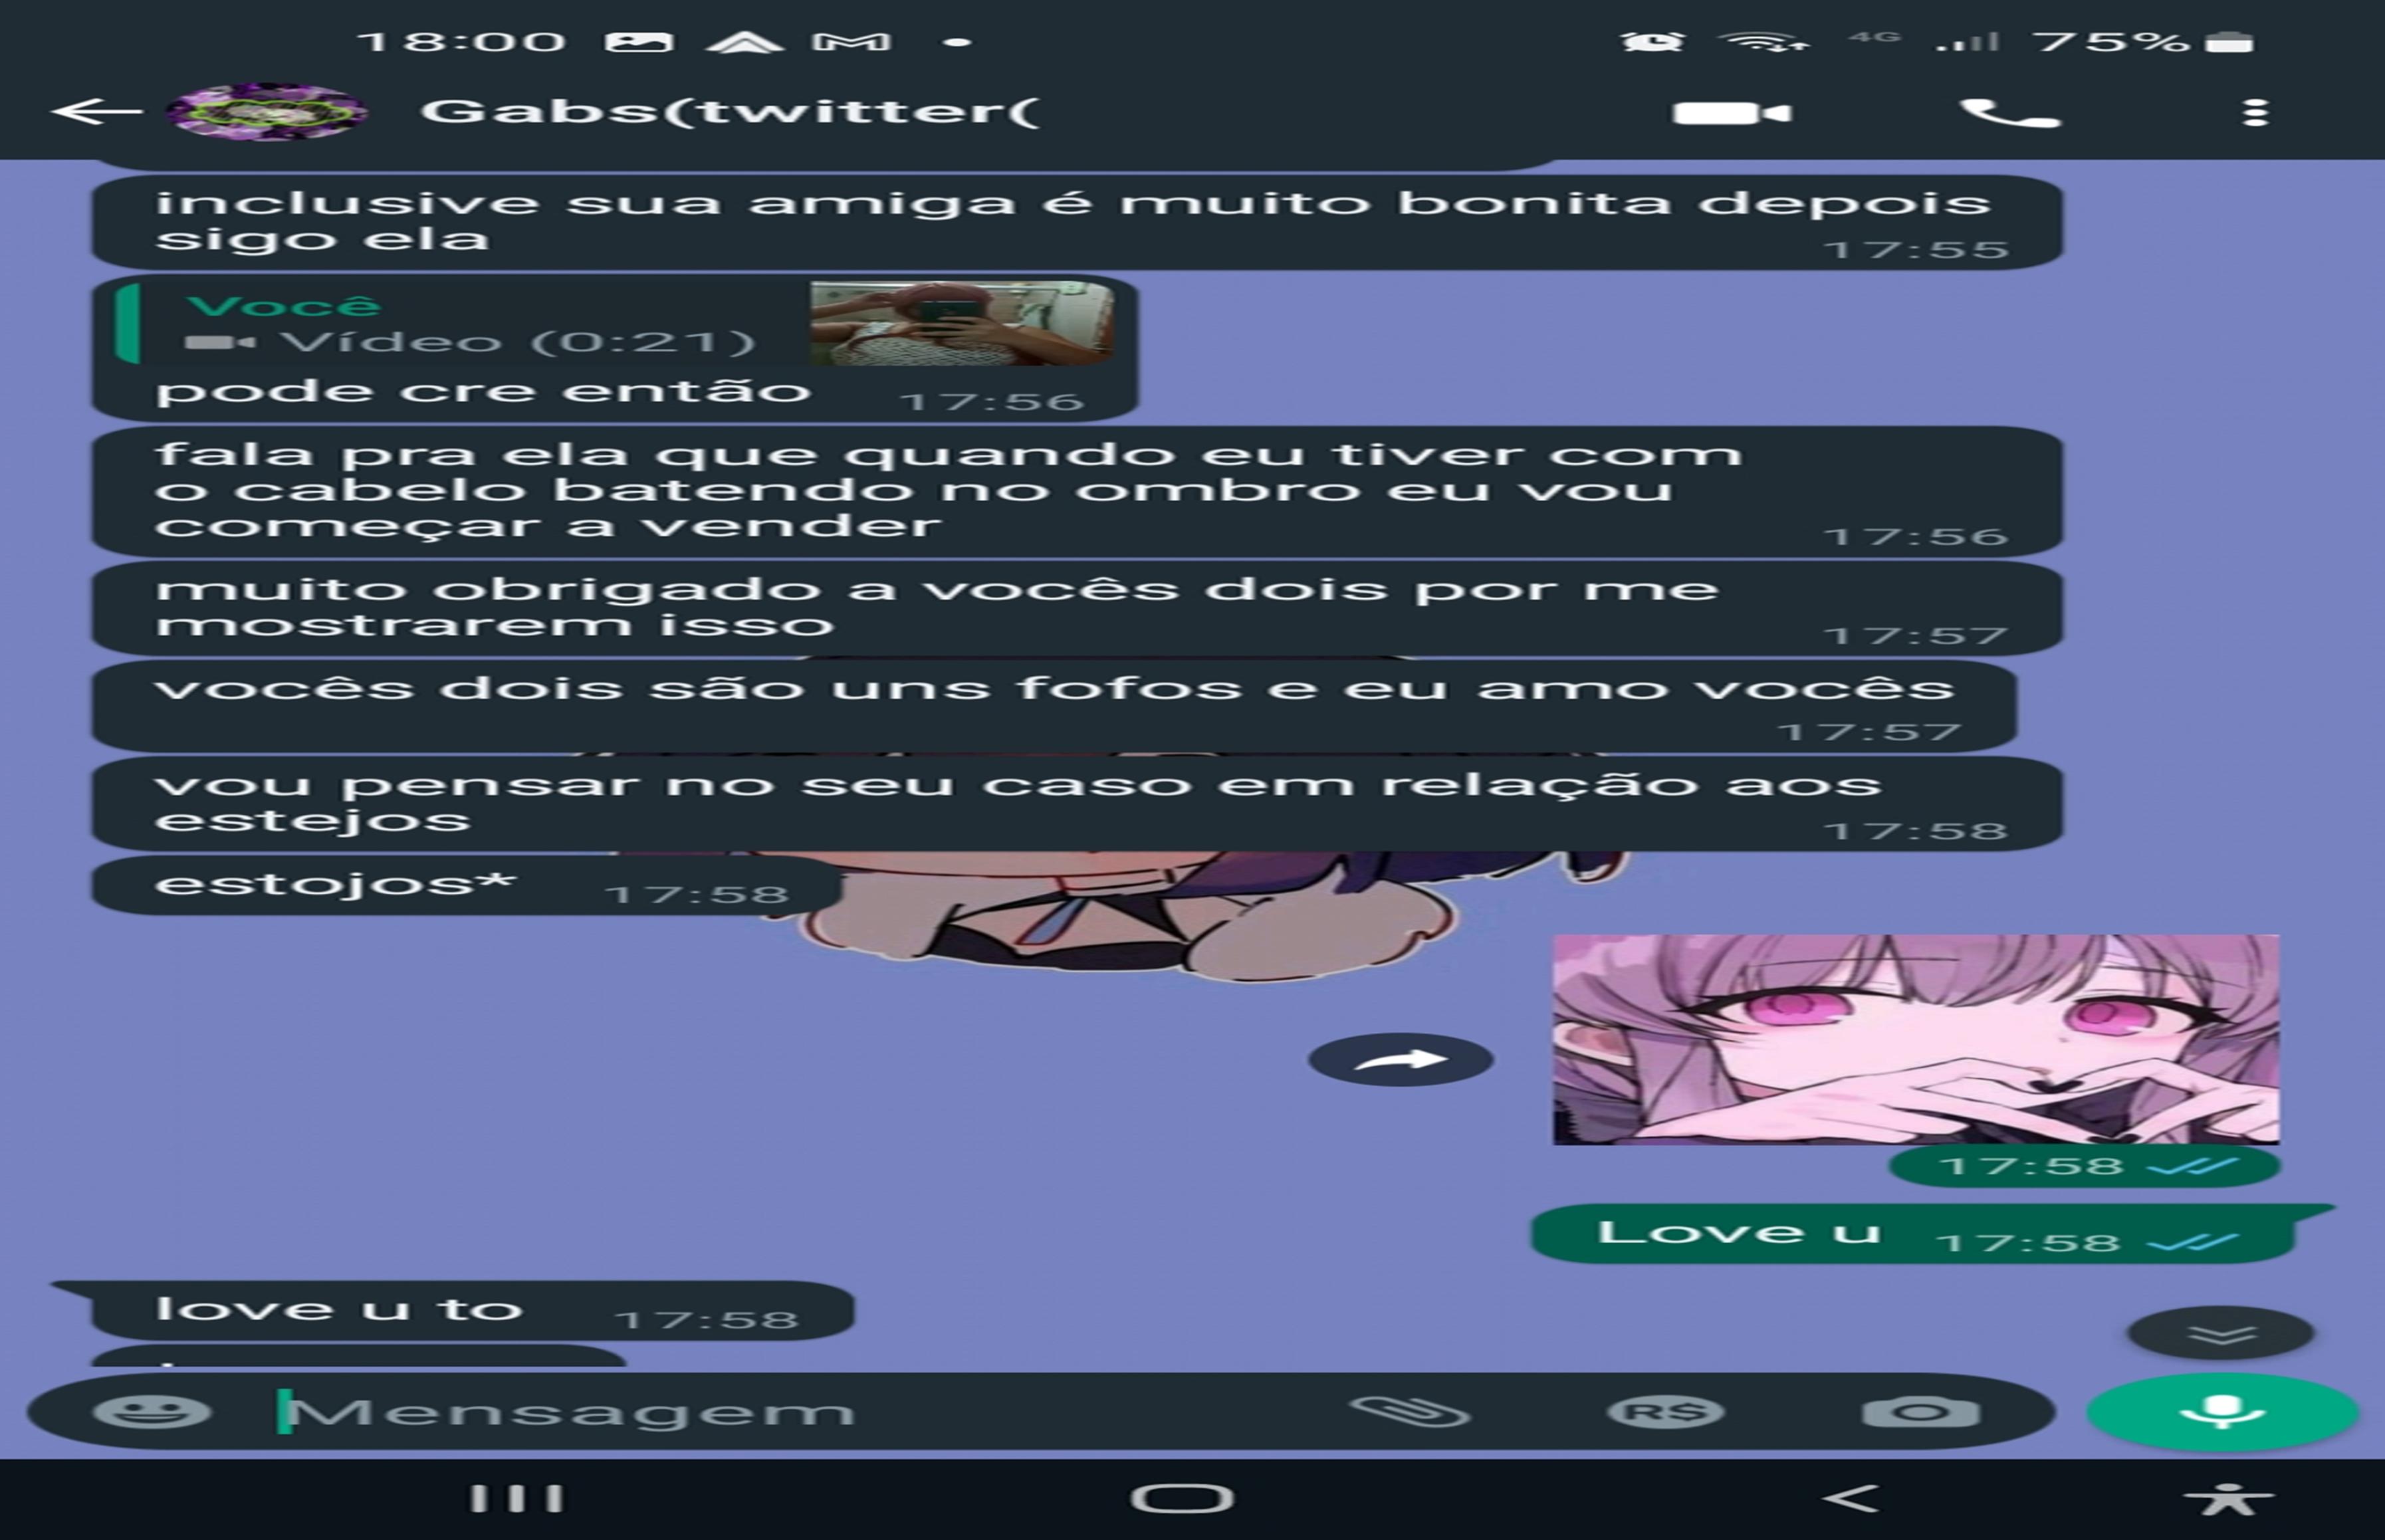 18:00
4G 75%
Gabs(twitter(
inclusive sua amiga é muito bonita depois
sigo ela
17:55
Você
Vídeo (0:21)
pode cre então 17:56
fala pra ela que quando eu tiver com
o cabelo batendo no ombro eu vou
começar a vender
17:56
muito obrigado a vocês dois por me
mostrarem isso
17:57
vocês dois são uns fofos e eu amo vocês
17:57
vou pensar no seu caso em relação aos
estejos
17:58
estojos* 17:58
17:58
Love u 17:58
love u to 17:58
Mensagem
R$